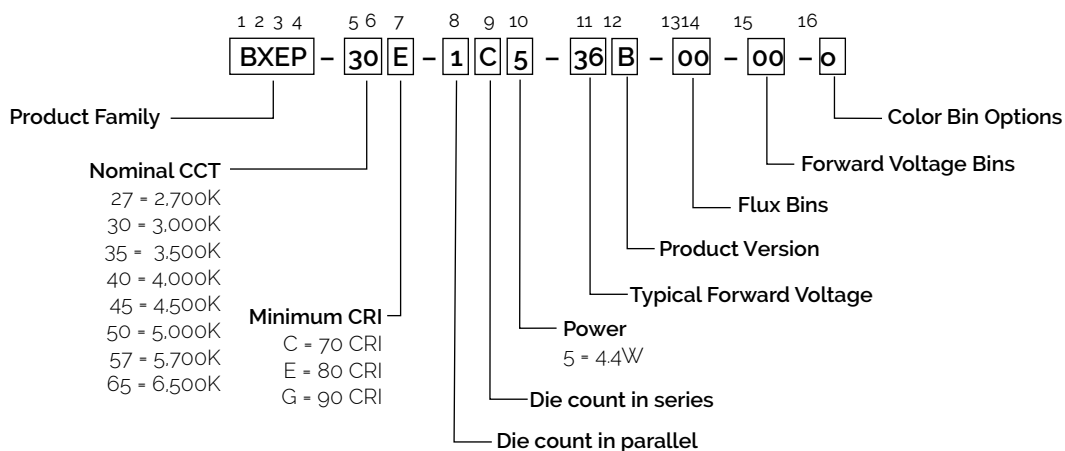 1 2 3 4 5 6 7 8 9 10 11 12 1314 15 16
BXEP – 30 E – 1 C 5 – 36 B – 00 – 00 – 0
Product Family
Color Bin Options
Nominal CCT
27 = 2,700K
30 = 3,000K
35 = 3,500K
40 = 4,000K
45 = 4,500K
50 = 5,000K
57 = 5,700K
65 = 6,500K
Forward Voltage Bins
Flux Bins
Product Version
Typical Forward Voltage
Minimum CRI
C = 70 CRI
E = 80 CRI
G = 90 CRI
Power
5 = 4.4W
Die count in series
Die count in parallel